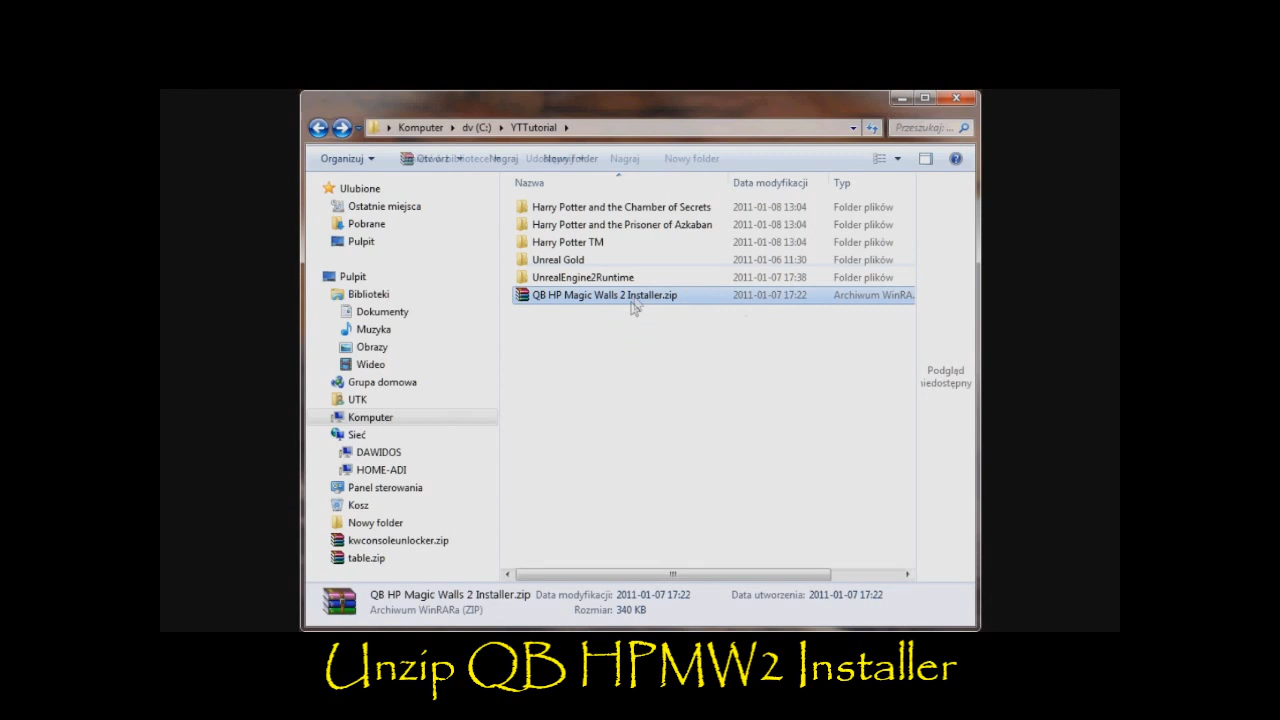 Komputer ▸ dv (C:) ▸ YTTutorial ▸
Przeszukaj: ...
Organizuj Nagraj Nowy folder Nagraj Nowy folder
Nazwa Data modyfikacji Typ
Harry Potter and the Chamber of Secrets 2011-01-08 13:04 Folder plików
Harry Potter and the Prisoner of Azkaban 2011-01-08 13:04 Folder plików
Harry Potter TM 2011-01-08 13:04 Folder plików
Unreal Gold 2011-01-06 11:30 Folder plików
UnrealEngine2Runtime 2011-01-07 17:38 Folder plików
QB HP Magic Walls 2 Installer.zip 2011-01-07 17:22 Archiwum WinRA
Ulubione
Ostatnie miejsca
Pobrane
Pulpit
Pulpit
Biblioteki
Dokumenty
Muzyka
Obrazy
Wideo
Grupa domowa
UTK
Komputer
Sieć
DAWIDOS
HOME-ADI
Panel sterowania
Kosz
Nowy folder
kwconsoleunlocker.zip
table.zip
Podgląd
niedostępny
QB HP Magic Walls 2 Installer.zip Data modyfikacji: 2011-01-07 17:22 Data utworzenia: 2011-01-07 17:22
Archiwum WinRARa (ZIP) Rozmiar: 340 KB
Unzip QB HPMW2 Installer